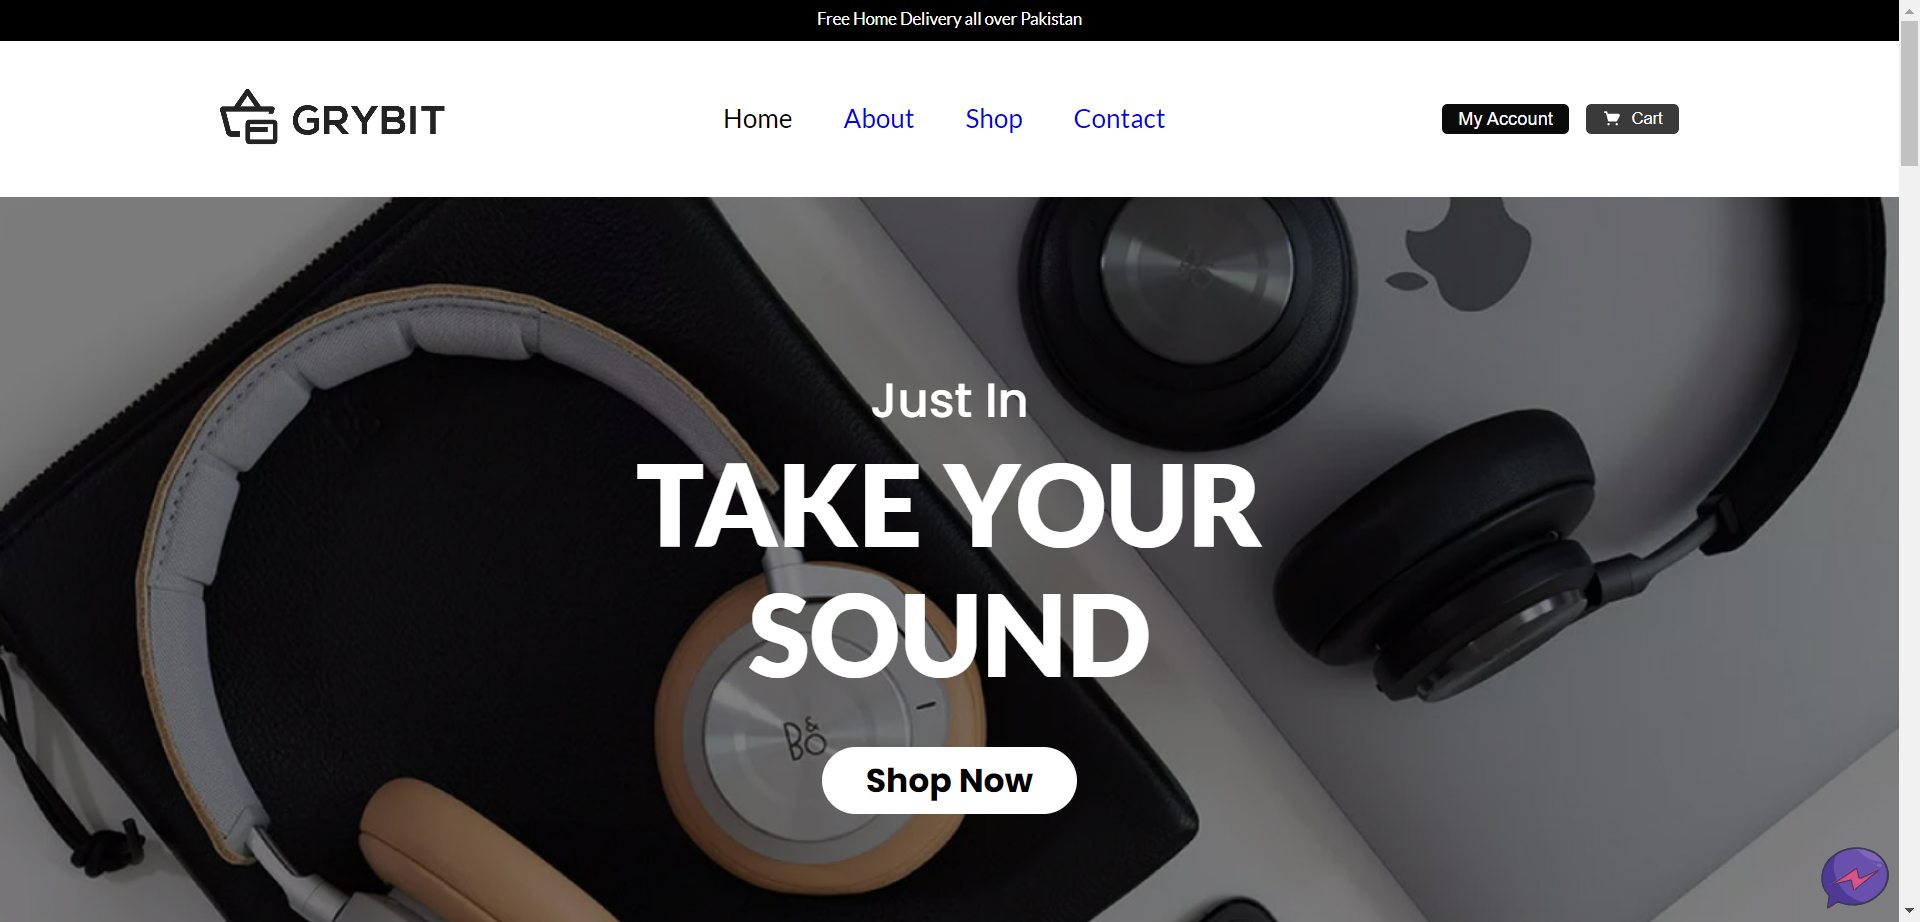 Free Home Delivery all over Pakistan
GRYBIT
Home About Shop Contact
My Account Cart
Just In
TAKE YOUR
SOUND
B&O
Shop Now